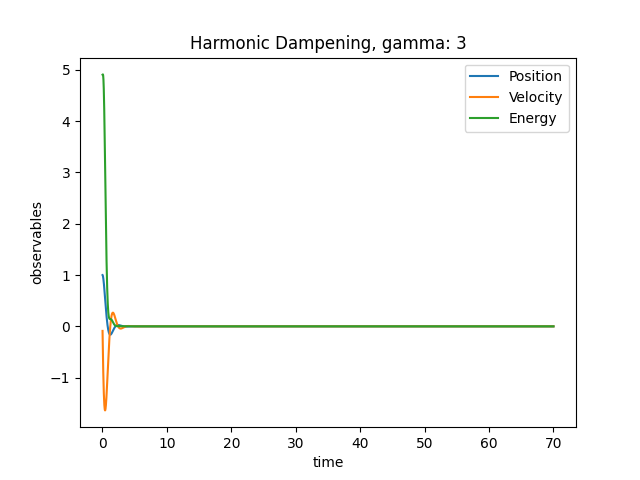 Harmonic Dampening, gamma: 3
Position
Velocity
Energy
observables
5
4
3
2
1
0
−1
0 10 20 30 40 50 60 70
time